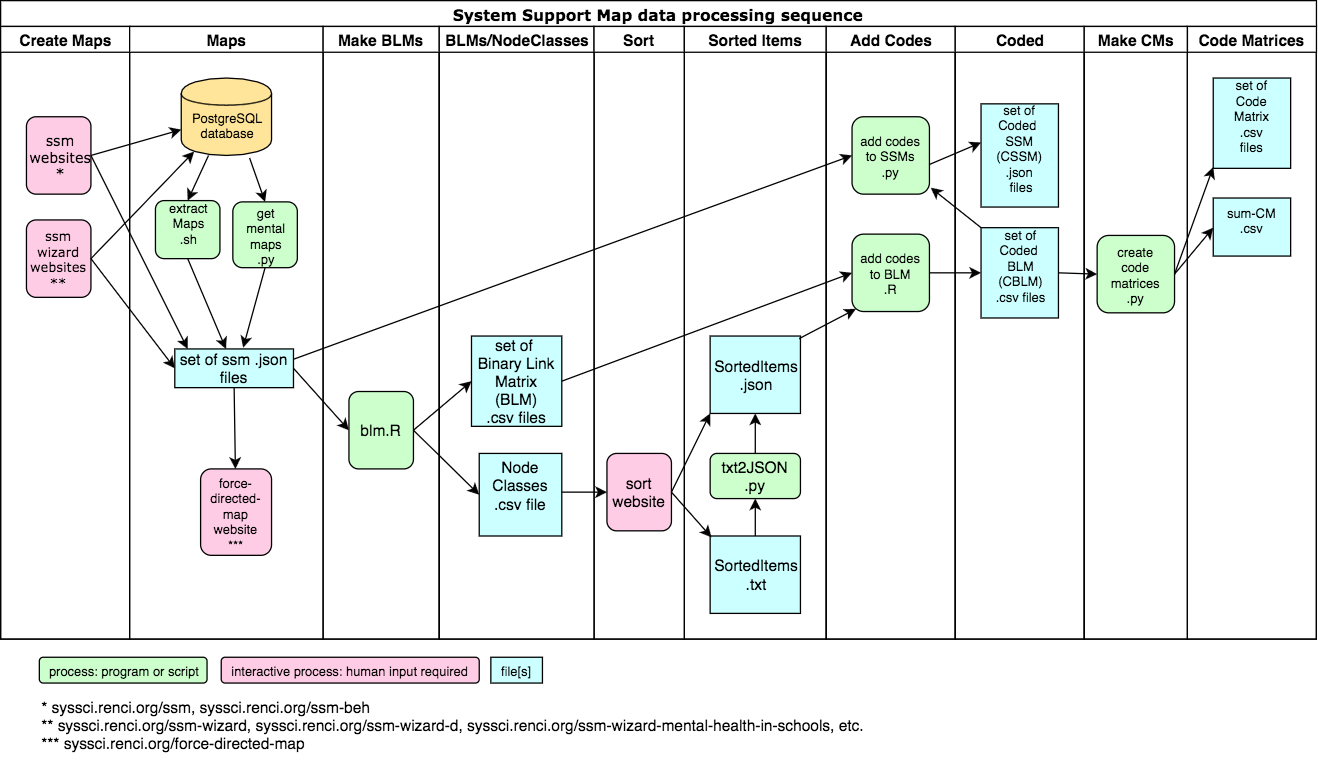 System Support Map data processing sequence
Create Maps
Maps
Make BLMs
BLMs/NodeClasses
Sort
Sorted Items
Add Codes
Coded
Make CMs
Code Matrices
ssm
websites
*
ssm
wizard
websites
**
PostgreSQL
database
extract
Maps
.sh
get
mental
maps
.py
set of ssm .json
files
force-
directed-
map
website
***
blm.R
set of
Binary Link
Matrix
(BLM)
.csv files
Node
Classes
.csv file
sort
website
SortedItems
.json
txt2JSON
.py
SortedItems
.txt
add codes
to SSMs
.py
add codes
to BLM
.R
set of
Coded
SSM
(CSSM)
.json
files
set of
Coded
BLM
(CBLM)
.csv files
create
code
matrices
.py
set of
Code
Matrix
.csv
files
sum-CM
.csv
process: program or script
interactive process: human input required
file[s]
* syssci.renci.org/ssm, syssci.renci.org/ssm-beh
** syssci.renci.org/ssm-wizard, syssci.renci.org/ssm-wizard-d, syssci.renci.org/ssm-wizard-mental-health-in-schools, etc.
*** syssci.renci.org/force-directed-map